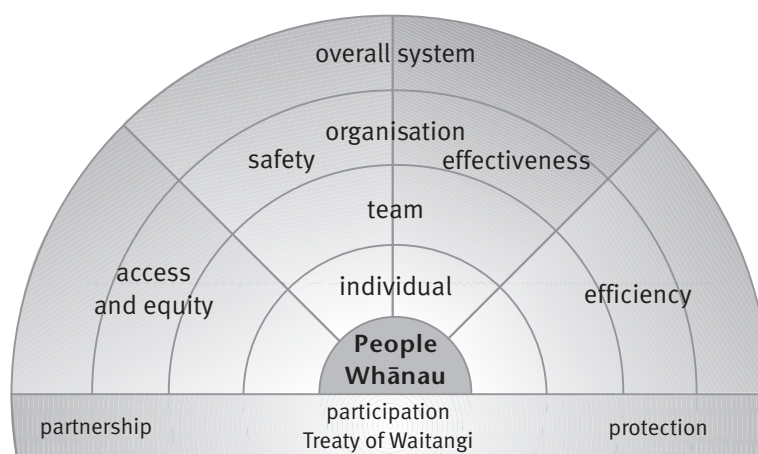 overall system
organisation
safety
effectiveness
team
access
and equity
individual
efficiency
People
Whānau
partnership
participation
Treaty of Waitangi
protection